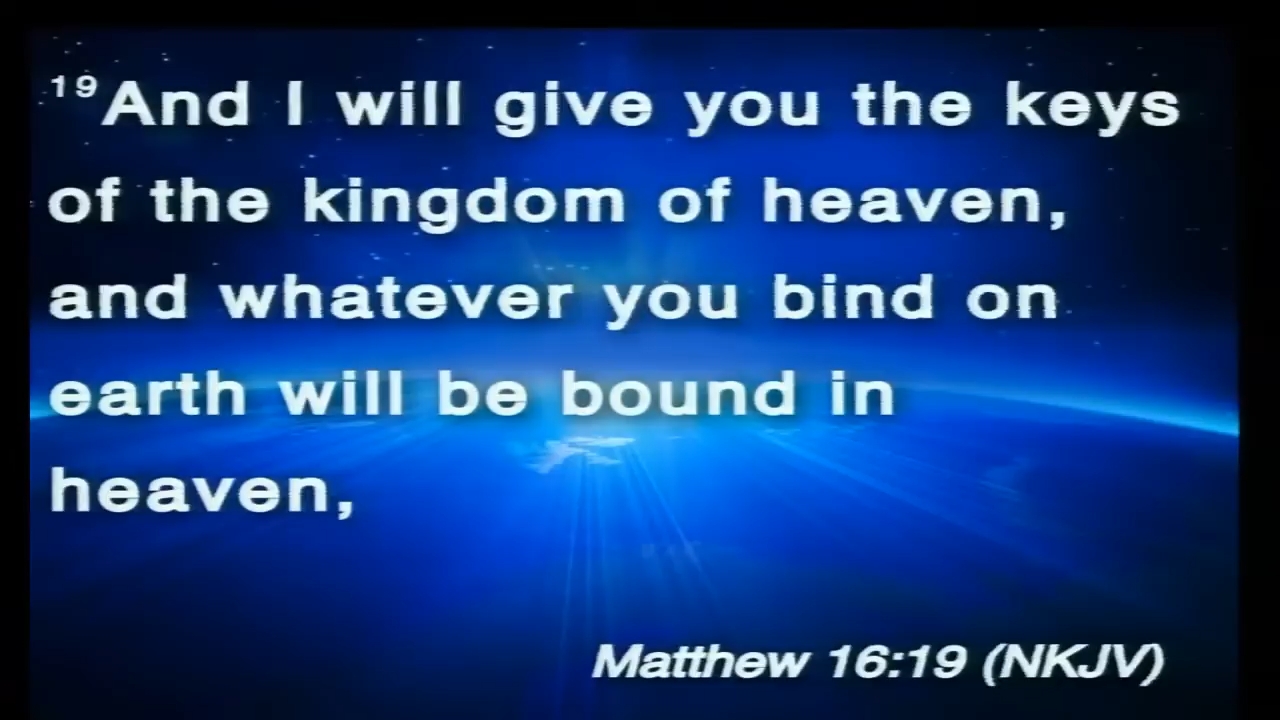 19And I will give you the keys
of the kingdom of heaven,
and whatever you bind on
earth will be bound in
heaven,
Matthew 16:19 (NKJV)